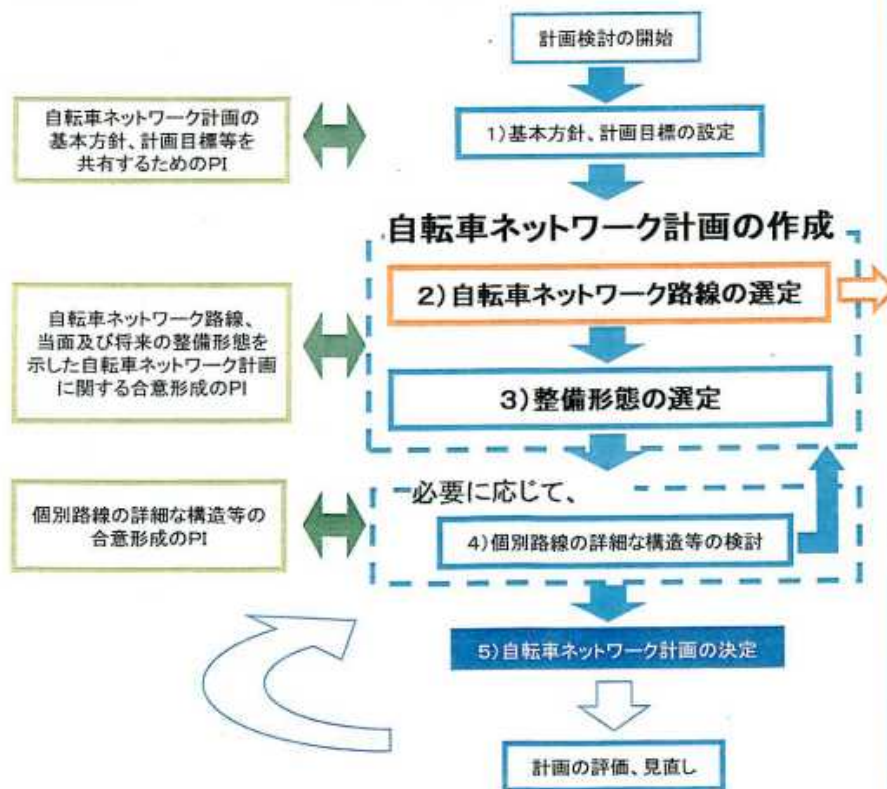 計画検討の開始
自転車ネットワーク計画の
基本方針、計画目標等を
共有するためのPI
1)基本方針、計画目標の設定
自転車ネットワーク計画の作成
2)自転車ネットワーク路線の選定
自転車ネットワーク路線、
当面及び将来の整備形態を
示した自転車ネットワーク計画
に関する合意形成のPI
3)整備形態の選定
必要に応じて、
個別路線の詳細な構造等の
合意形成のPI
4)個別路線の詳細な構造等の検討
5)自転車ネットワーク計画の決定
計画の評価、見直し